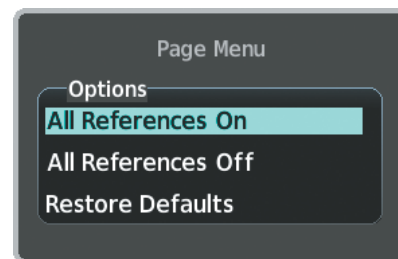 Page Menu
Options
All References On
All References Off
Restore Defaults